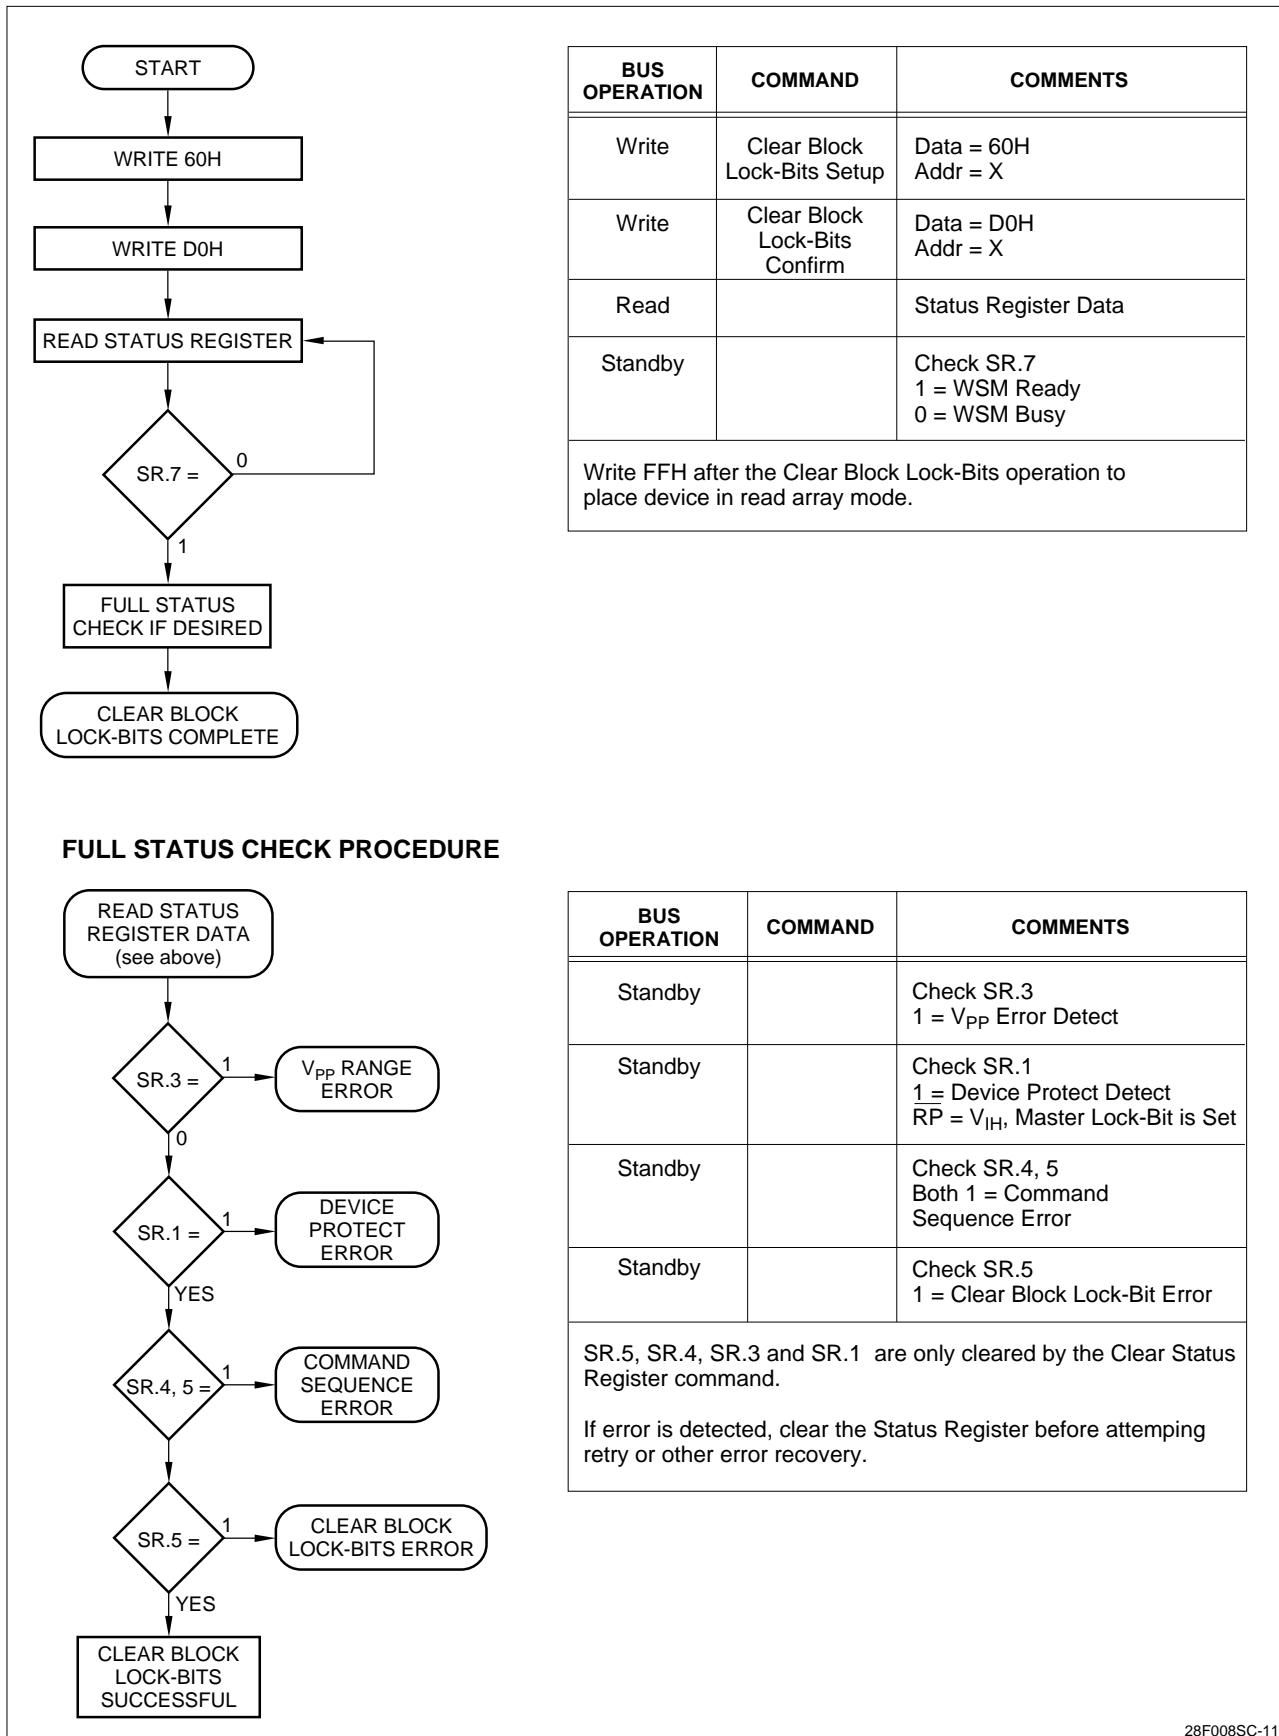 START
WRITE 60H
WRITE D0H
READ STATUS REGISTER
SR.7 =
0
1
FULL STATUS
CHECK IF DESIRED
CLEAR BLOCK
LOCK-BITS COMPLETE
BUS
OPERATION
COMMAND
COMMENTS
Write
Clear Block
Lock-Bits Setup
Data = 60H
Addr = X
Write
Clear Block
Lock-Bits
Confirm
Data = D0H
Addr = X
Read
Status Register Data
Standby
Check SR.7
1 = WSM Ready
0 = WSM Busy
Write FFH after the Clear Block Lock-Bits operation to
place device in read array mode.
FULL STATUS CHECK PROCEDURE
READ STATUS
REGISTER DATA
(see above)
SR.3 =
1
VPP RANGE
ERROR
0
SR.1 =
1
DEVICE
PROTECT
ERROR
YES
SR.4, 5 =
1
COMMAND
SEQUENCE
ERROR
SR.5 =
1
CLEAR BLOCK
LOCK-BITS ERROR
YES
CLEAR BLOCK
LOCK-BITS
SUCCESSFUL
BUS
OPERATION
COMMAND
COMMENTS
Standby
Check SR.3
1 = VPP Error Detect
Standby
Check SR.1
1 = Device Protect Detect
R̅P̅ = VIH, Master Lock-Bit is Set
Standby
Check SR.4, 5
Both 1 = Command
Sequence Error
Standby
Check SR.5
1 = Clear Block Lock-Bit Error
SR.5, SR.4, SR.3 and SR.1 are only cleared by the Clear Status
Register command.
If error is detected, clear the Status Register before attemping
retry or other error recovery.
28F008SC-11